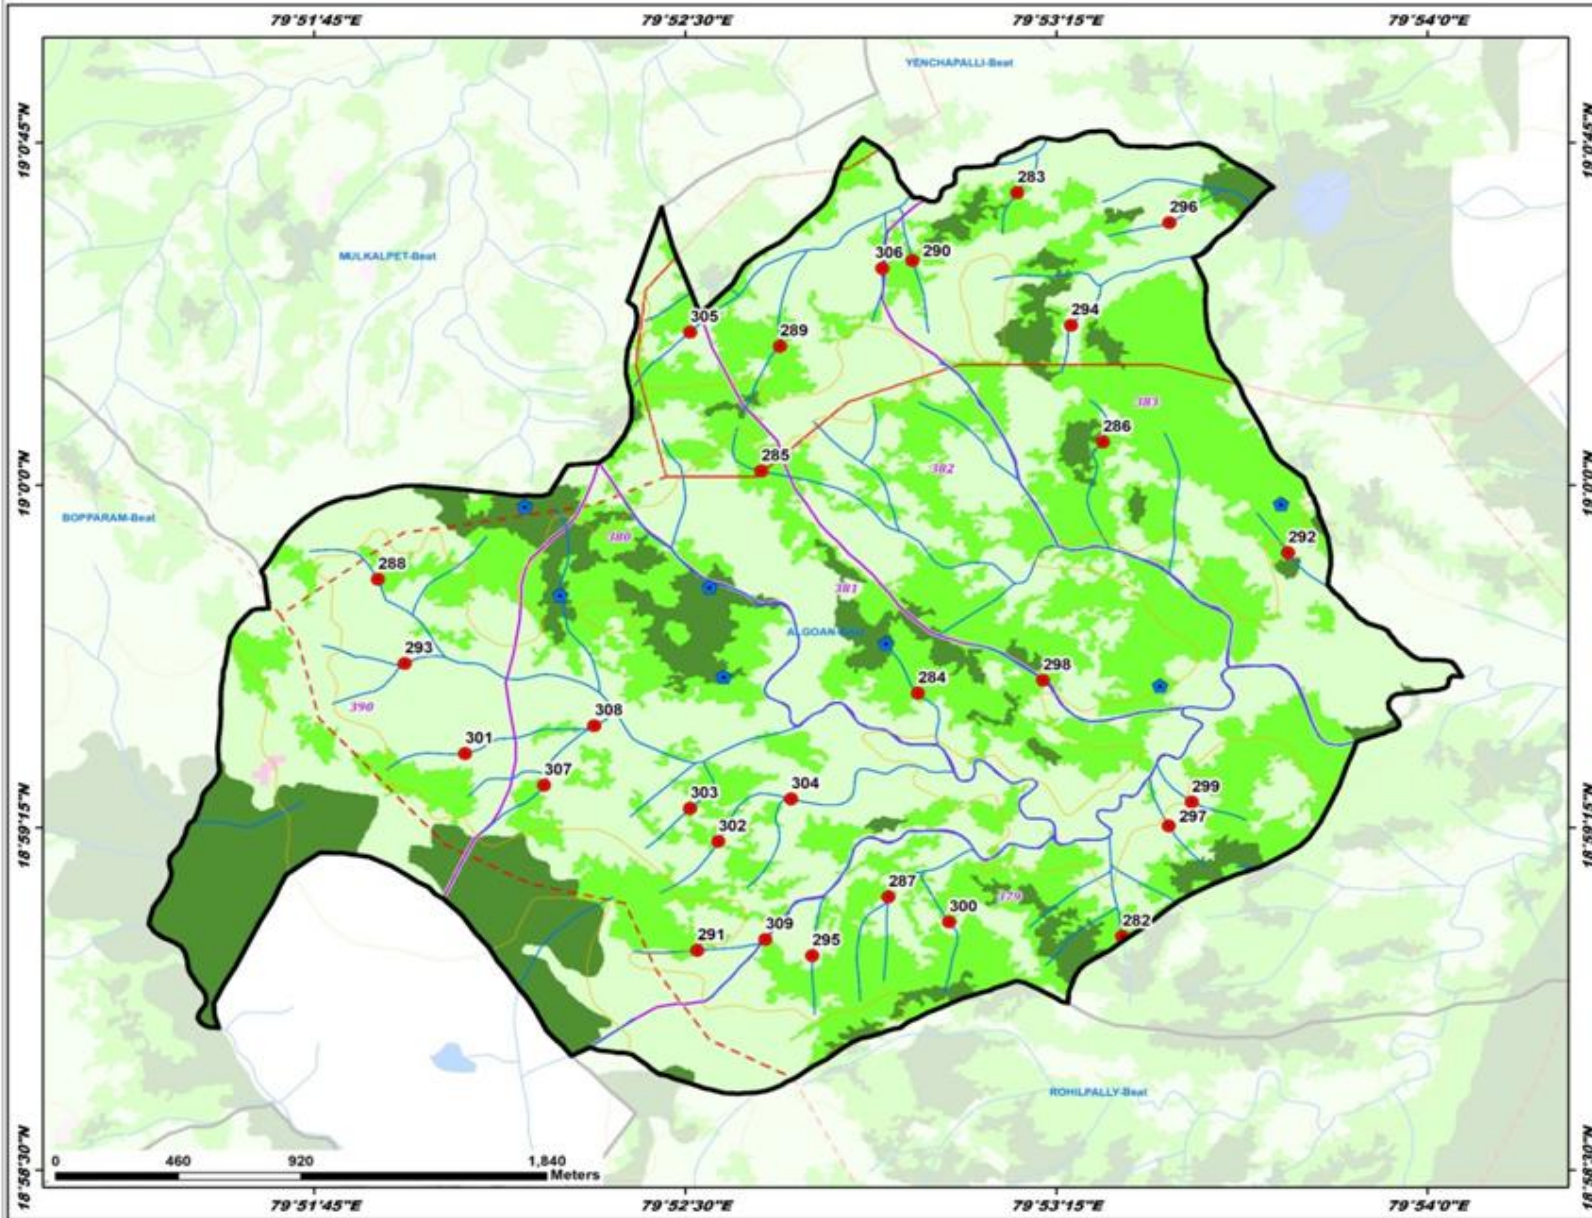 79°51'45"E 79°52'30"E 79°53'15"E 79°54'0"E
YENCHAPALLI-Beat
19°0'45"N 19°0'45"N
283
296
MULKALPET-Beat
306 290
294
305
289
383
286
285
382
19°0'0"N 19°0'0"N
BOPPARAM-Beat
380
292
288
381
ALGOAN-Beat
293
298
284
390
308
301
307
304
299
303
297
302
18°59'15"N 18°59'15"N
287
379
300
282
309
291
295
ROHILPALLY-Beat
18°58'30"N 18°58'30"N
0 460 920 1,840
Meters
79°51'45"E 79°52'30"E 79°53'15"E 79°54'0"E